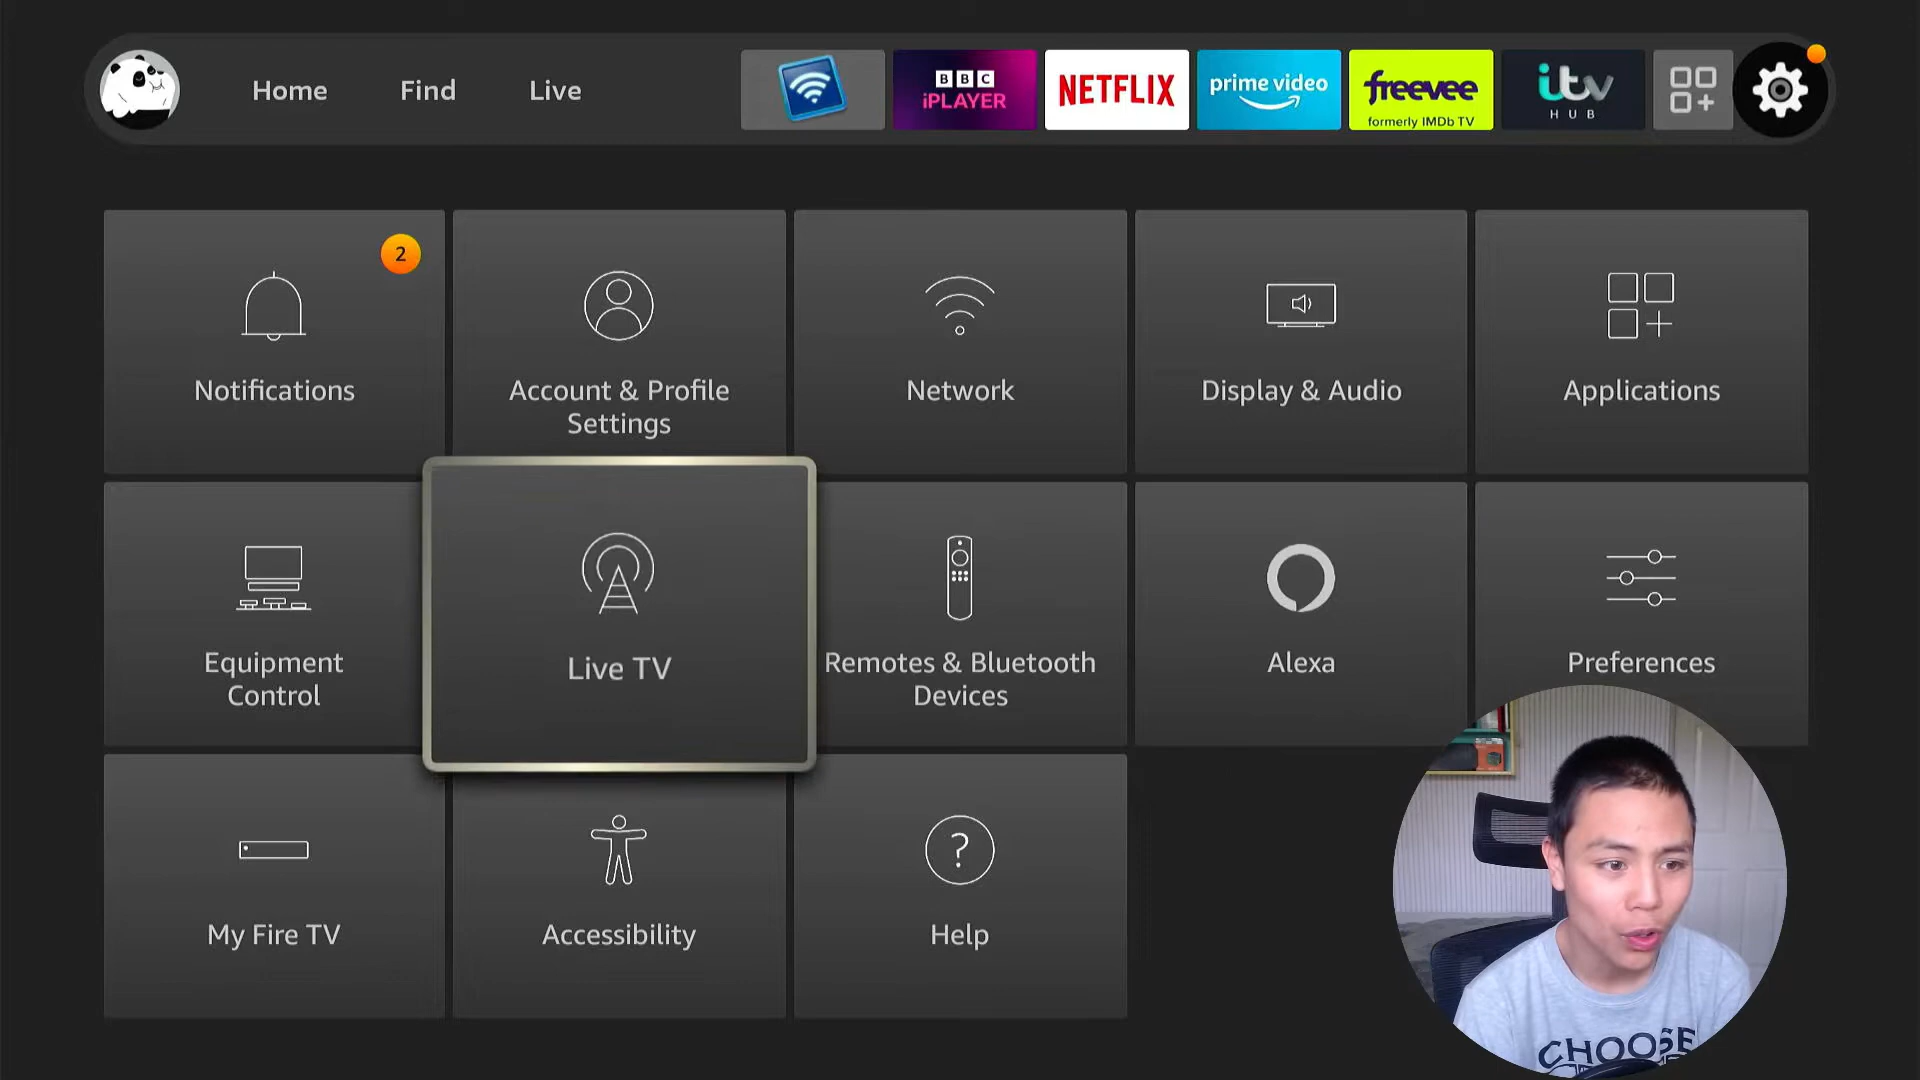 Home
Find
Live
BBC
iPLAYER
NETFLIX
prime video
freevee
formerly IMDb TV
itv
HUB
2
Notifications
Account & Profile
Settings
Network
Display & Audio
Applications
Equipment
Control
Live TV
Remotes & Bluetooth
Devices
Alexa
Preferences
My Fire TV
Accessibility
?
Help
CHOOSE